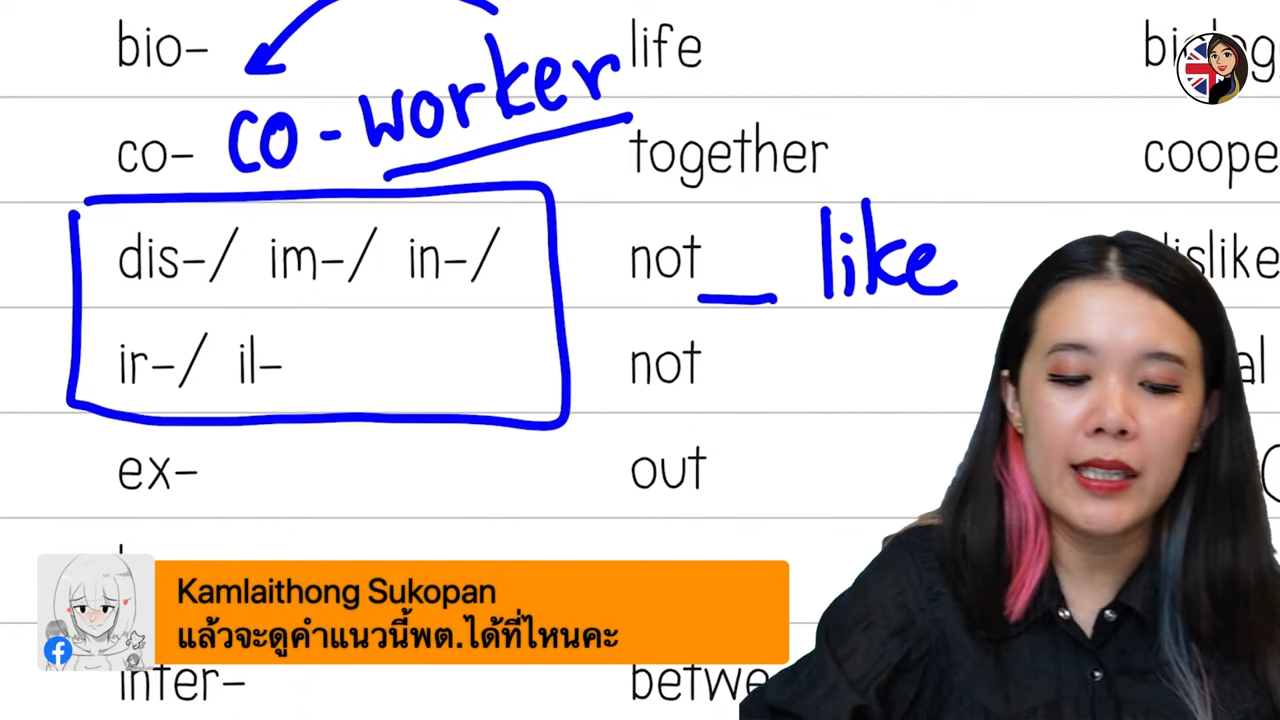 bio- life
co- co-worker together coope
dis-/ im-/ in-/ not like dislike
ir-/ il- not al
ex- out
Kamlaithong Sukopan
แล้วจะดูคำแนวนี้พต.ได้ที่ไหนคะ
inter- betwe